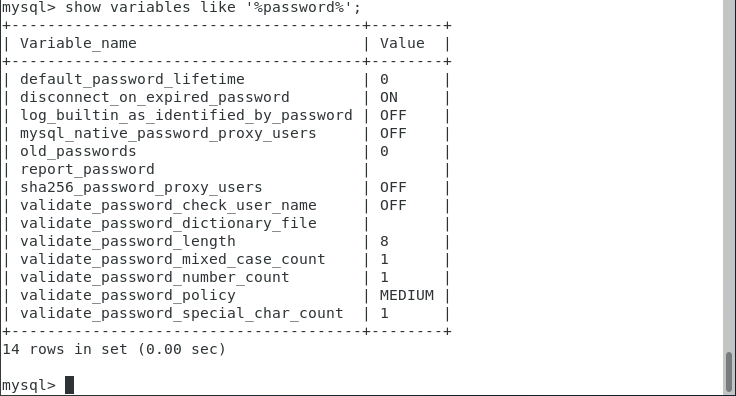 mysql> show variables like '%password%';
+---------------------------------------+--------+
| Variable_name                         | Value  |
+---------------------------------------+--------+
| default_password_lifetime             | 0      |
| disconnect_on_expired_password        | ON     |
| log_builtin_as_identified_by_password | OFF    |
| mysql_native_password_proxy_users     | OFF    |
| old_passwords                         | 0      |
| report_password                       |        |
| sha256_password_proxy_users           | OFF    |
| validate_password_check_user_name     | OFF    |
| validate_password_dictionary_file     |        |
| validate_password_length              | 8      |
| validate_password_mixed_case_count    | 1      |
| validate_password_number_count        | 1      |
| validate_password_policy              | MEDIUM |
| validate_password_special_char_count  | 1      |
+---------------------------------------+--------+
14 rows in set (0.00 sec)
mysql>